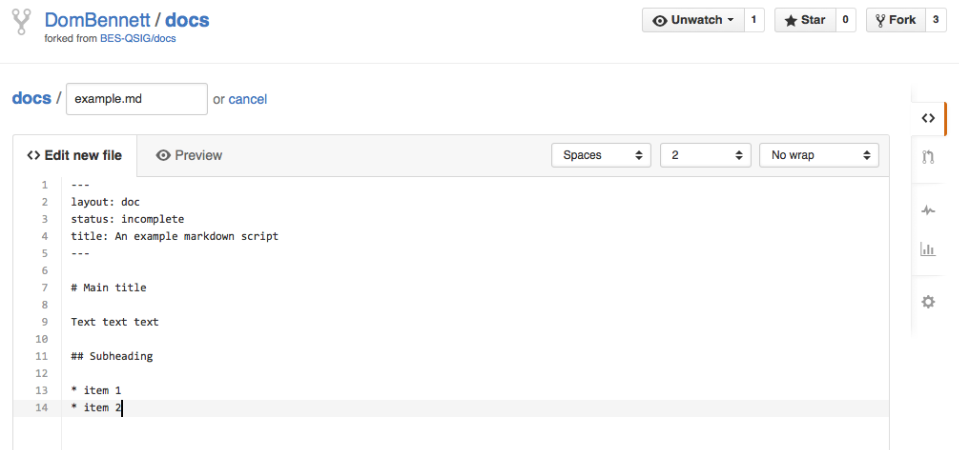 DomBennett / docs
forked from BES-QSIG/docs
Unwatch 1 Star 0 Fork 3
docs / example.md or cancel
<> Edit new file Preview Spaces 2 No wrap
1 ---
2 layout: doc
3 status: incomplete
4 title: An example markdown script
5 ---
6
7 # Main title
8
9 Text text text
10
11 ## Subheading
12
13 * item 1
14 * item 2